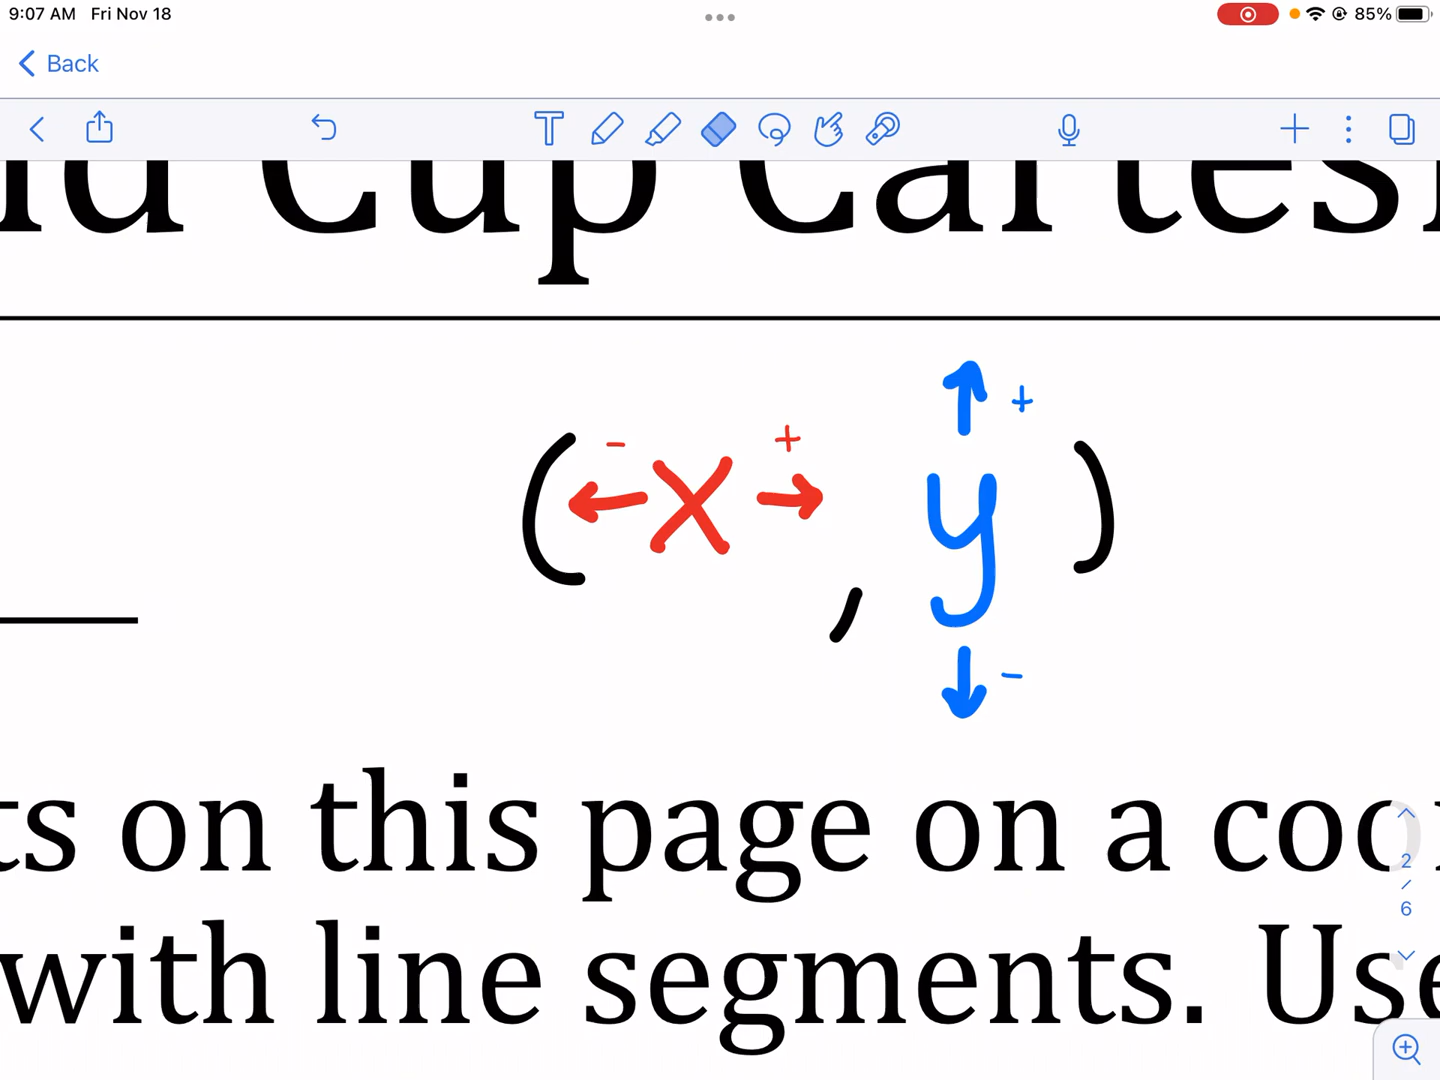 9:07 AM Fri Nov 18
85%
Back
Cup
- +
+
(x, y)
-
ts on this page on a coo
with line segments. Use
2
/
6